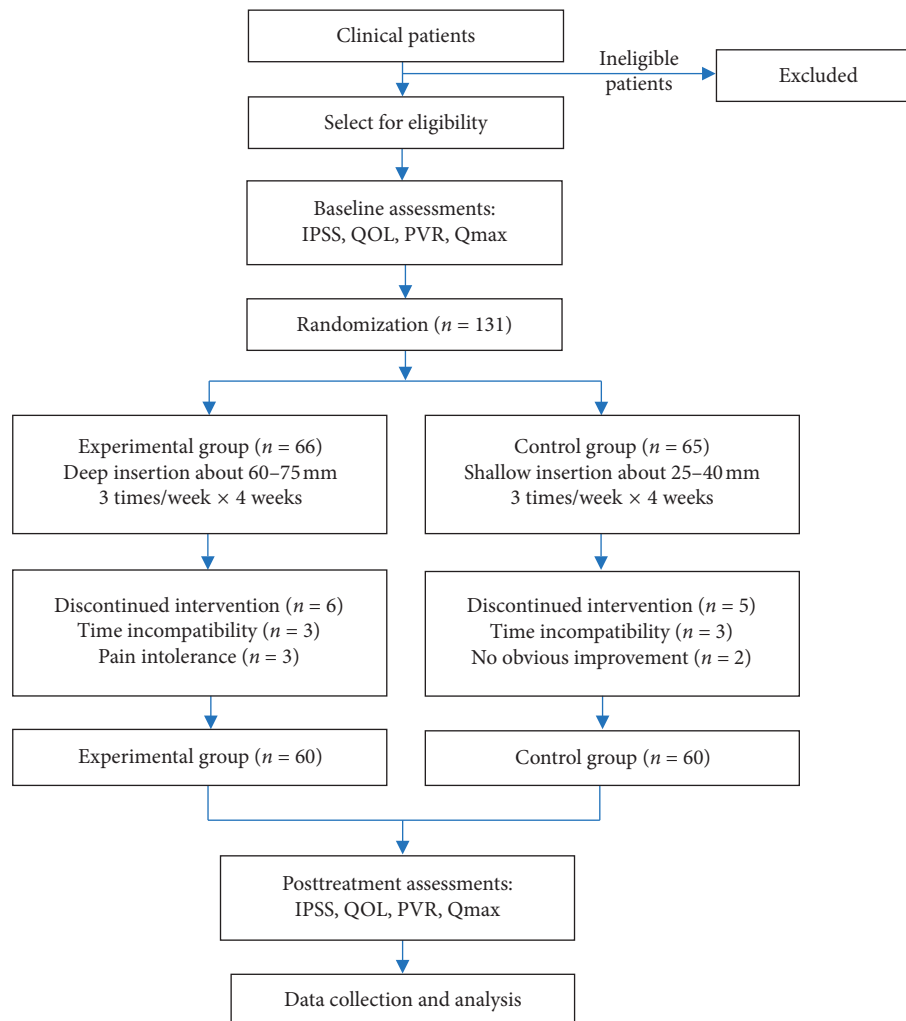 Clinical patients
Ineligible
patients
Excluded
Select for eligibility
Baseline assessments:
IPSS, QOL, PVR, Qmax
Randomization (n = 131)
Experimental group (n = 66)
Deep insertion about 60–75 mm
3 times/week × 4 weeks
Control group (n = 65)
Shallow insertion about 25–40 mm
3 times/week × 4 weeks
Discontinued intervention (n = 6)
Time incompatibility (n = 3)
Pain intolerance (n = 3)
Discontinued intervention (n = 5)
Time incompatibility (n = 3)
No obvious improvement (n = 2)
Experimental group (n = 60)
Control group (n = 60)
Posttreatment assessments:
IPSS, QOL, PVR, Qmax
Data collection and analysis